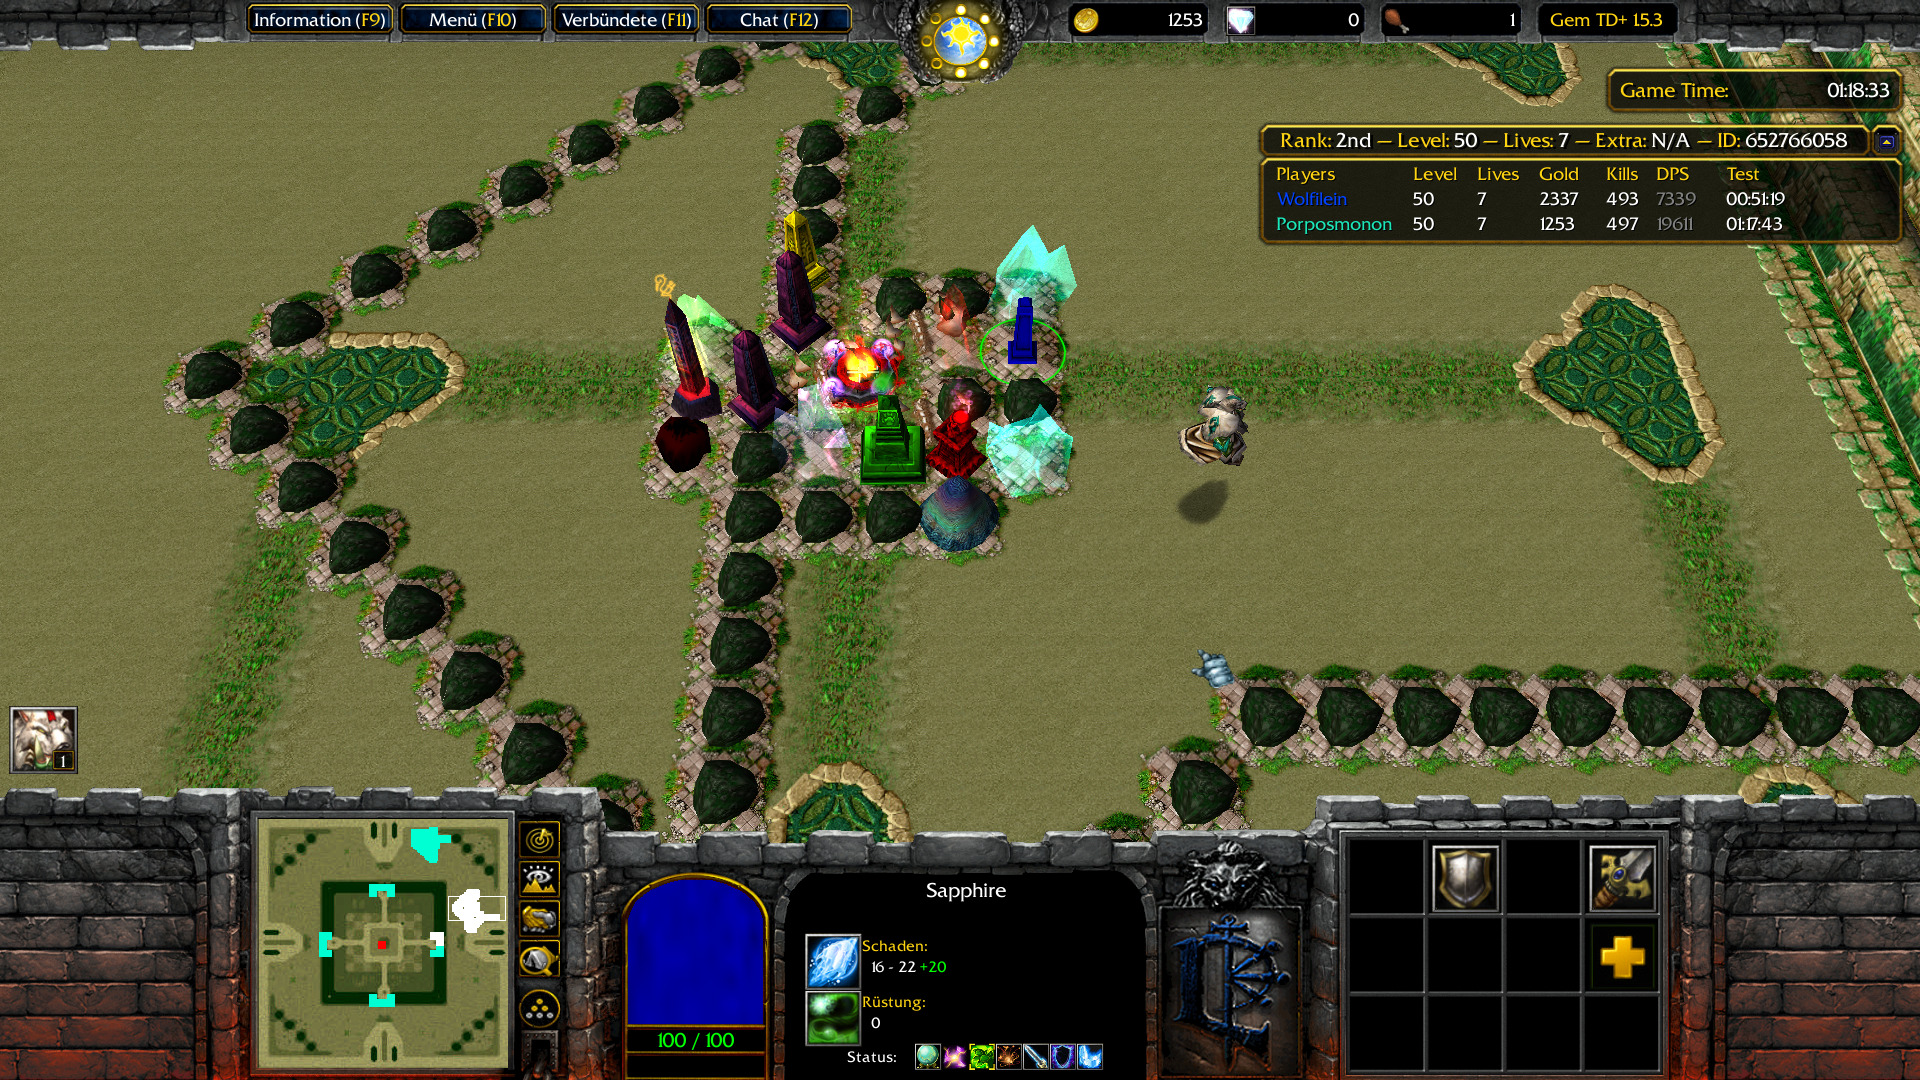 Information (F9) Menü (F10) Verbündete (F11) Chat (F12) 1253 0 1 Gem TD+ 15.3
Game Time: 01:18:33
Rank: 2nd — Level: 50 — Lives: 7 — Extra: N/A — ID: 652766058
Players Level Lives Gold Kills DPS Test
Wolfilein 50 7 2337 493 7339 00:51:19
Porposmonon 50 7 1253 497 19611 01:17:43
1
Sapphire
Schaden:
16 - 22 +20
Rüstung:
0
100 / 100
Status: